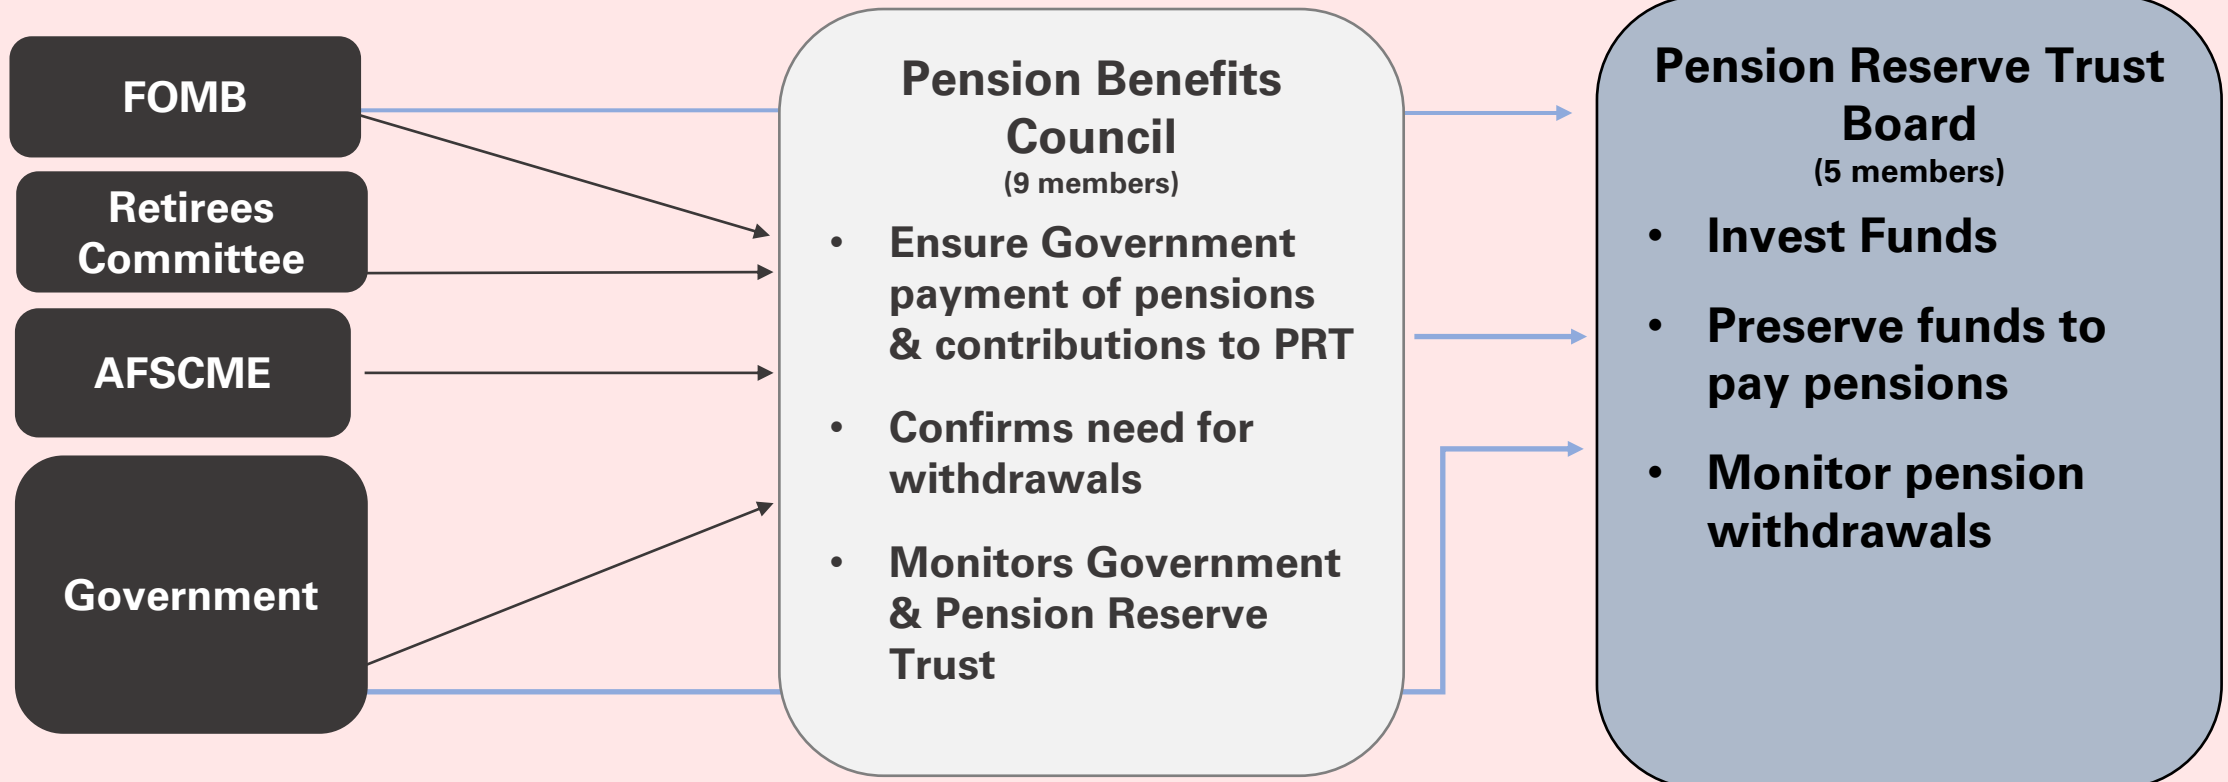 FOMB
Retirees
Committee
AFSCME
Government
Pension Benefits
Council
(9 members)
• Ensure Government
payment of pensions
& contributions to PRT
• Confirms need for
withdrawals
• Monitors Government
& Pension Reserve
Trust
Pension Reserve Trust
Board
(5 members)
• Invest Funds
• Preserve funds to
pay pensions
• Monitor pension
withdrawals